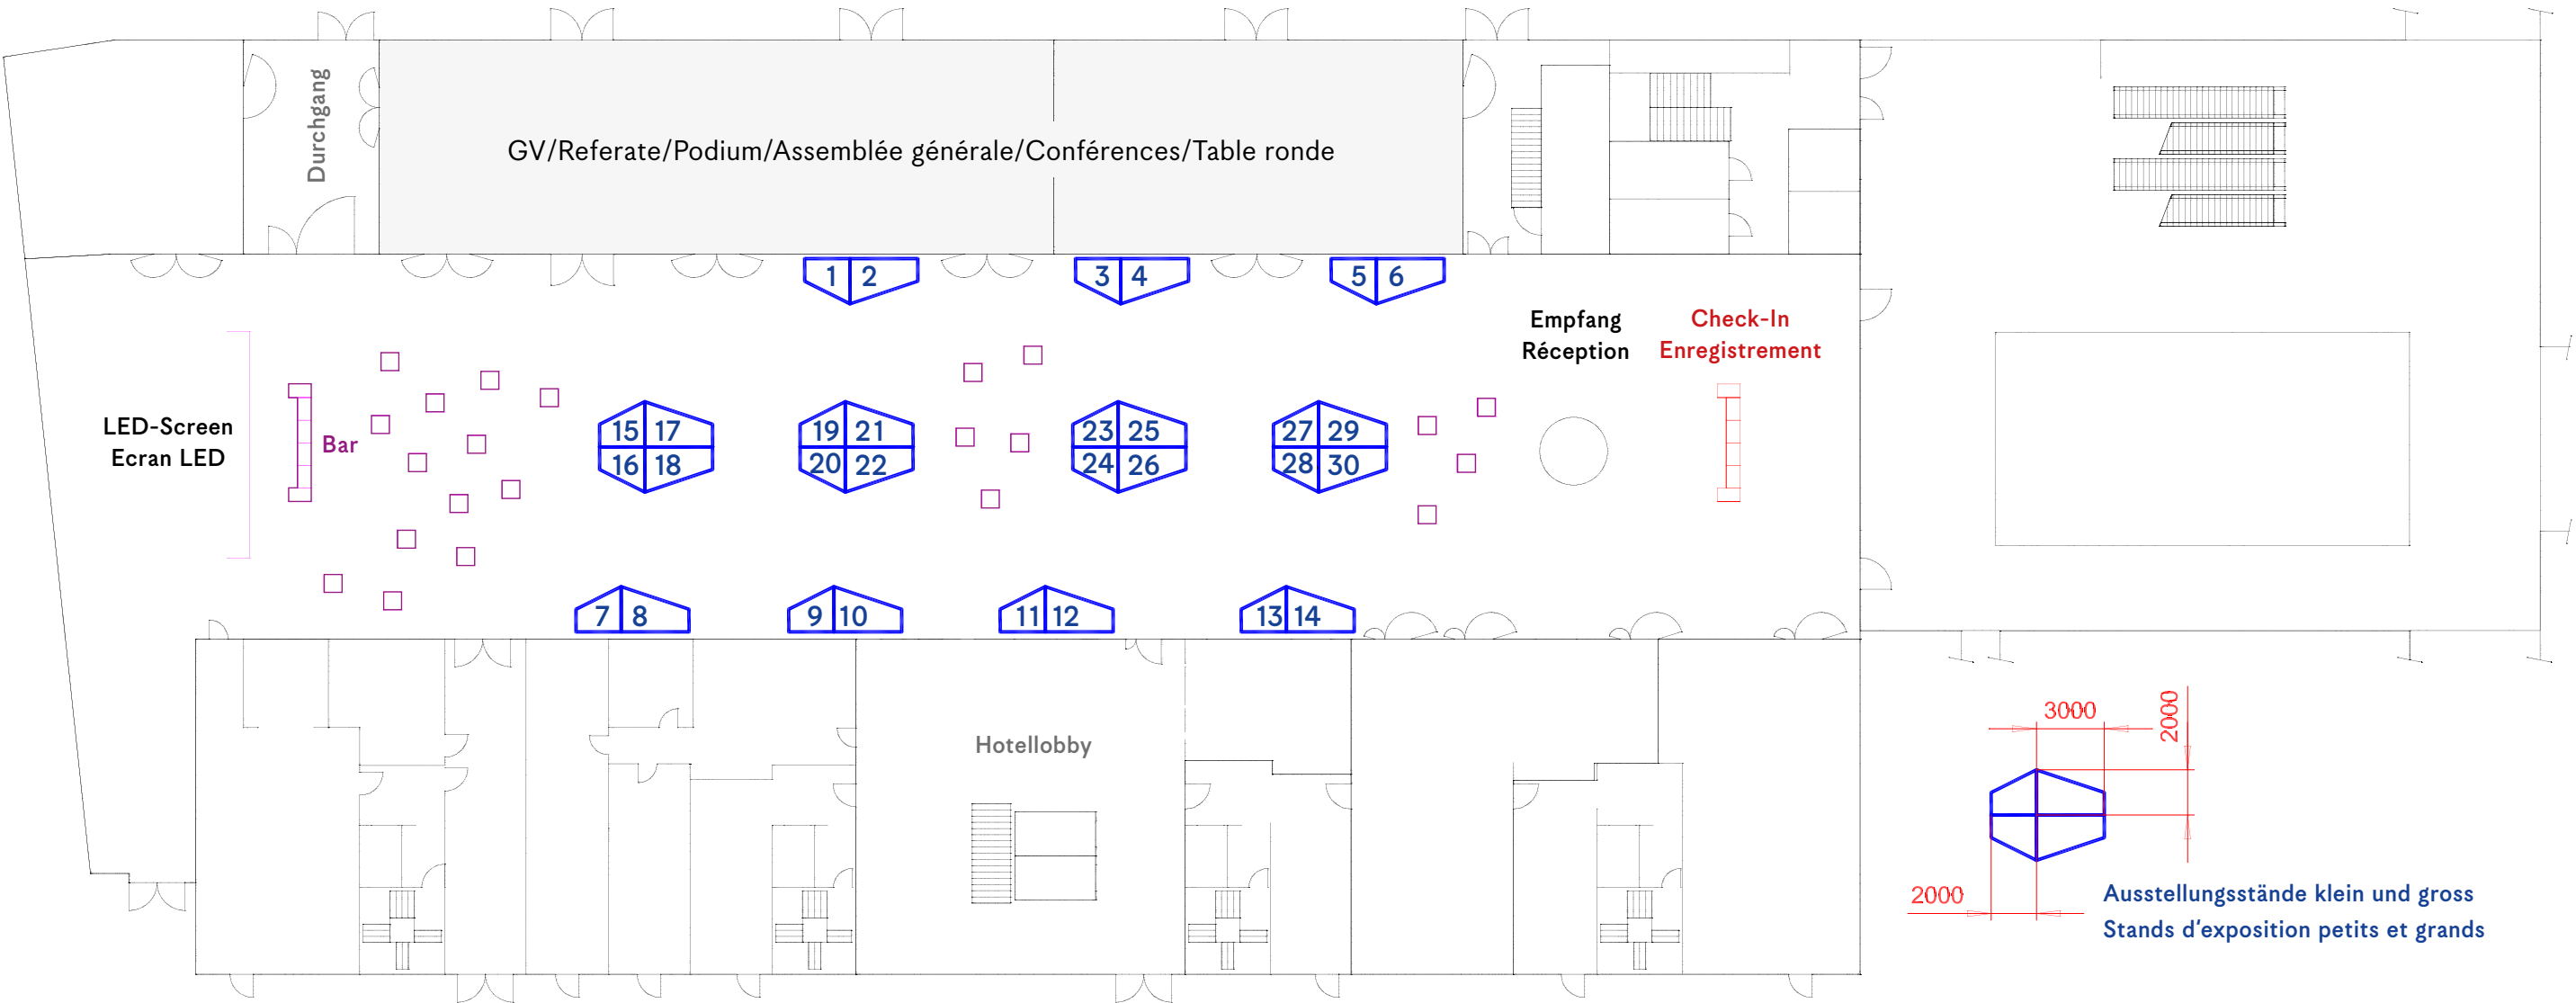 Durchgang
GV/Referate/Podium/Assemblée générale/Conférences/Table ronde
1 2
3 4
5 6
Empfang
Réception
Check-In
Enregistrement
LED-Screen
Ecran LED
Bar
15 17
16 18
19 21
20 22
23 25
24 26
27 29
28 30
7 8
9 10
11 12
13 14
Hotellobby
3000
2000
2000
Ausstellungsstände klein und gross
Stands d'exposition petits et grands